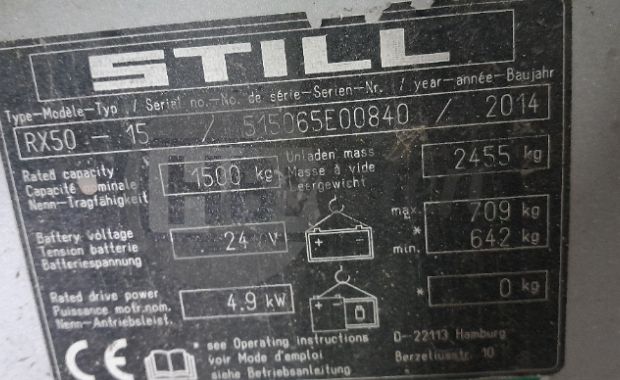 STILL
Type-Modèle-Typ / Serial no.-No. de série-Serien-Nr. / year-année-Baujahr
RX50 - 15 / 515065E00840 / 2014
Rated capacity
Capacité nominale
Nenn-Tragfähigkeit
1500 kg
Unladen mass
Masse à vide
Leergewicht
2455 kg
Battery voltage
Tension batterie
Batteriespannung
24 V
+ -
max. 709 kg
* min. 642 kg
Rated drive power
Puissance motr.nom.
Nenn-Antriebsleist.
4.9 kW
+ -
* 0 kg
CE
* see Operating instructions
voir Mode d'emploi
siehe Betriebsanleitung
D-22113 Hamburg
Berzeliusstr. 10